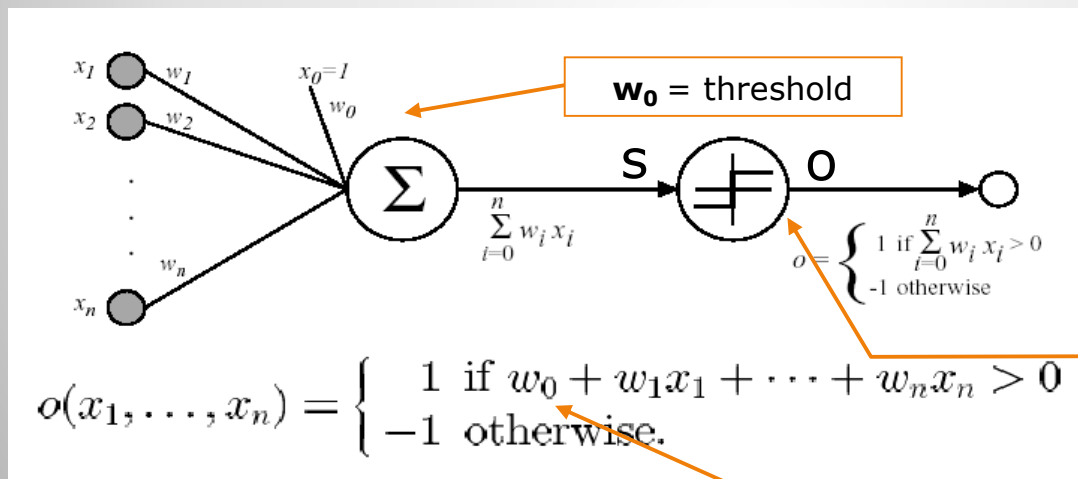 x₁ w₁ x₀=1
w₀ = threshold
x₂ w₂ w₀
Σ S O
.
.
.
n
Σ wᵢ xᵢ
i=0
o = { 1 if n Σ i=0 wᵢ xᵢ > 0
-1 otherwise
wₙ
xₙ
o(x₁, . . . , xₙ) = { 1 if w₀ + w₁x₁ + · · · + wₙxₙ > 0
−1 otherwise.